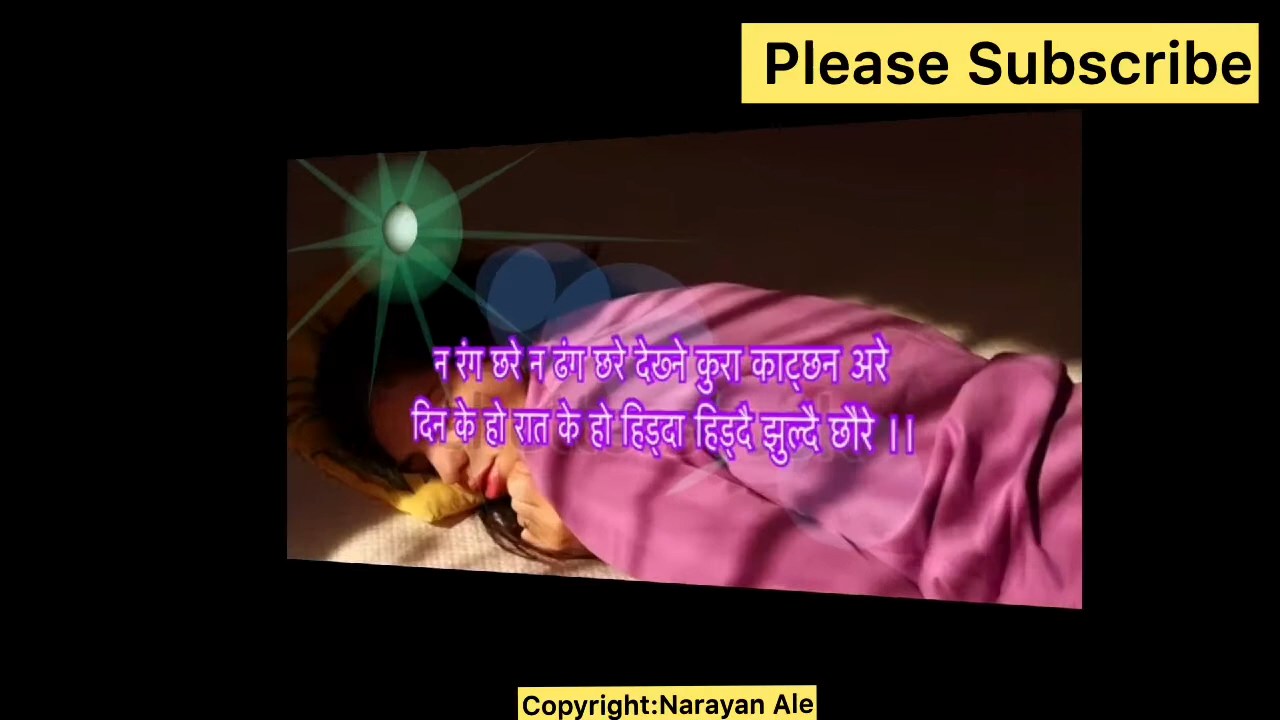 Please Subscribe
न रंग छरे न ढंग छरे देख्ने कुरा काट्छन अरे
दिन के हो रात के हो हिड्दा हिड्दै झुल्दै छौरे ।।
Copyright:Narayan Ale